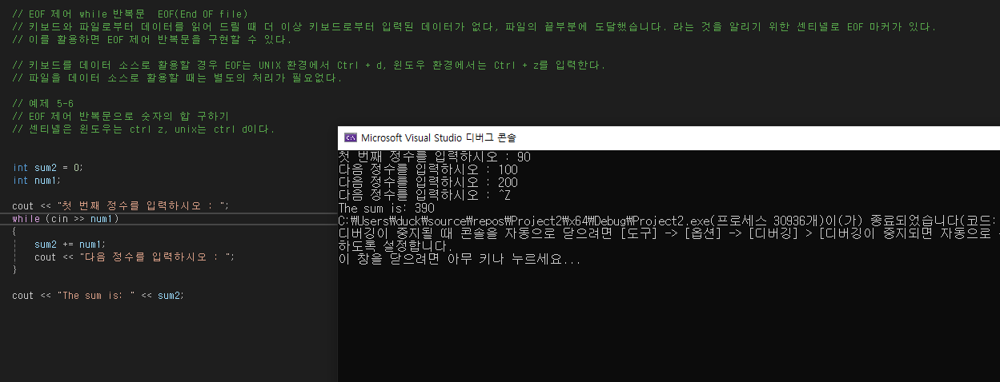 // EOF 제어 while 반복문  EOF(End OF file)
// 키보드와 파일로부터 데이터를 읽어 드릴 때 더 이상 키보드로부터 입력된 데이터가 없다, 파일의 끝부분에 도달했습니다. 라는 것을 알리기 위한 센티넬로 EOF 마커가 있다.
// 이를 활용하면 EOF 제어 반복문을 구현할 수 있다.
// 키보드를 데이터 소스로 활용할 경우 EOF는 UNIX 환경에서 Ctrl + d, 윈도우 환경에서는 Ctrl + z를 입력한다.
// 파일을 데이터 소스로 활용할 때는 별도의 처리가 필요없다.
// 예제 5-6
// EOF 제어 반복문으로 숫자의 합 구하기
// 센티넬은 윈도우는 ctrl z, unix는 ctrl d이다.
int sum2 = 0;
int num1;
cout << "첫 번째 정수를 입력하시오 : ";
while (cin >> num1)
{
sum2 += num1;
cout << "다음 정수를 입력하시오 : ";
}
cout << "The sum is: " << sum2;
Microsoft Visual Studio 디버그 콘솔
첫 번째 정수를 입력하시오 : 90
다음 정수를 입력하시오 : 100
다음 정수를 입력하시오 : 200
다음 정수를 입력하시오 : ^Z
The sum is: 390
C:₩Users₩duck₩source₩repos₩Project2₩x64₩Debug₩Project2.exe(프로세스 30936개)이(가) 종료되었습니다(코드:
디버깅이 중지될 때 콘솔을 자동으로 닫으려면 [도구] -> [옵션] -> [디버깅] > [디버깅이 중지되면 자동으로
하도록 설정합니다.
이 창을 닫으려면 아무 키나 누르세요...